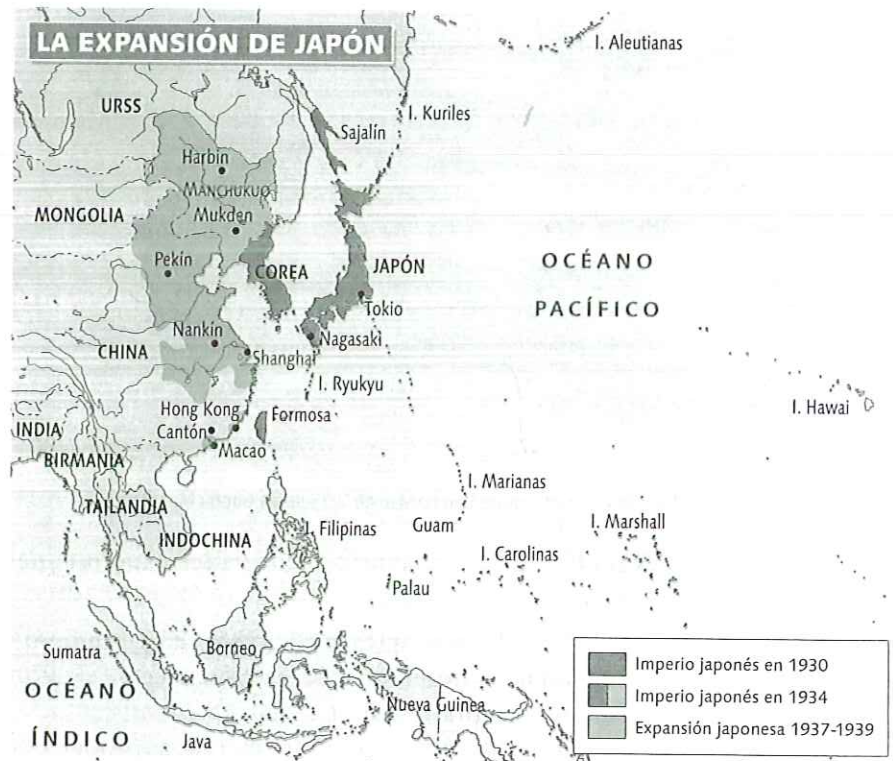 LA EXPANSIÓN DE JAPÓN
I. Aleutianas
URSS
I. Kuriles
Sajalín
Harbin
MANCHUKUO
MONGOLIA
Mukden
Pekín
COREA
JAPÓN
OCÉANO
PACÍFICO
Tokio
Nankín
Nagasaki
CHINA
Shanghai
I. Ryukyu
Hong Kong
Formosa
I. Hawai
INDIA
Cantón
BIRMANIA
Macao
I. Marianas
TAILANDIA
INDOCHINA
I. Filipinas
Guam
I. Marshall
I. Carolinas
Palau
Sumatra
Borneo
OCÉANO
ÍNDICO
Nueva Guinea
Java
Imperio japonés en 1930
Imperio japonés en 1934
Expansión japonesa 1937-1939